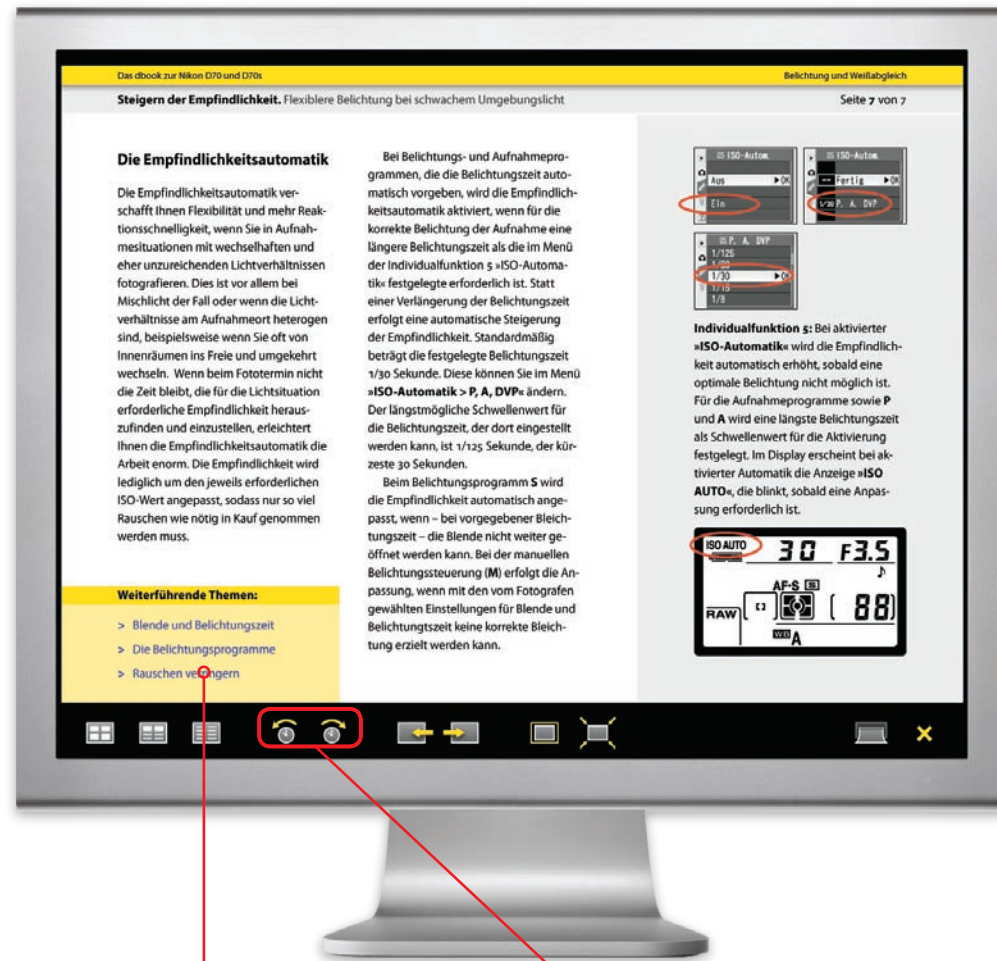 Das dbook zur Nikon D70 und D70s
Belichtung und Weißabgleich
Steigern der Empfindlichkeit. Flexiblere Belichtung bei schwachem Umgebungslicht
Seite 7 von 7
Die Empfindlichkeitsautomatik
Die Empfindlichkeitsautomatik ver-
schafft Ihnen Flexibilität und mehr Reak-
tionsschnelligkeit, wenn Sie in Aufnah-
mesituationen mit wechselhaften und
eher unzureichenden Lichtverhältnissen
fotografieren. Dies ist vor allem bei
Mischlicht der Fall oder wenn die Licht-
verhältnisse am Aufnahmeort heterogen
sind, beispielsweise wenn Sie oft von
Innenräumen ins Freie und umgekehrt
wechseln. Wenn beim Fototermin nicht
die Zeit bleibt, die für die Lichtsituation
erforderliche Empfindlichkeit heraus-
zufinden und einzustellen, erleichtert
Ihnen die Empfindlichkeitsautomatik die
Arbeit enorm. Die Empfindlichkeit wird
lediglich um den jeweils erforderlichen
ISO-Wert angepasst, sodass nur so viel
Rauschen wie nötig in Kauf genommen
werden muss.
Weiterführende Themen:
> Blende und Belichtungszeit
> Die Belichtungsprogramme
> Rauschen verringern
Bei Belichtungs- und Aufnahmepro-
grammen, die die Belichtungszeit auto-
matisch vorgeben, wird die Empfindlich-
keitsautomatik aktiviert, wenn für die
korrekte Belichtung der Aufnahme eine
längere Belichtungszeit als die im Menü
der Individualfunktion 5 »ISO-Automa-
tik« festgelegte erforderlich ist. Statt
einer Verlängerung der Belichtungszeit
erfolgt eine automatische Steigerung
der Empfindlichkeit. Standardmäßig
beträgt die festgelegte Belichtungszeit
1/30 Sekunde. Diese können Sie im Menü
»ISO-Automatik > P, A, DVP« ändern.
Der längstmögliche Schwellenwert für
die Belichtungszeit, der dort eingestellt
werden kann, ist 1/125 Sekunde, der kür-
zeste 30 Sekunden.
Beim Belichtungsprogramm S wird
die Empfindlichkeit automatisch ange-
passt, wenn – bei vorgegebener Bleich-
tungszeit – die Blende nicht weiter ge-
öffnet werden kann. Bei der manuellen
Belichtungssteuerung (M) erfolgt die An-
passung, wenn mit den vom Fotografen
gewählten Einstellungen für Blende und
Belichtungtszeit keine korrekte Bleich-
tung erzielt werden kann.
05 ISO-Autom.
Aus ▶OK
Ein
05 ISO-Autom.
-- Fertig ▶OK
1/30 P. A. DVP
05 P. A. DVP
1/125
1/30 ▶OK
1/15
1/8
Individualfunktion 5: Bei aktivierter
»ISO-Automatik« wird die Empfindlich-
keit automatisch erhöht, sobald eine
optimale Belichtung nicht möglich ist.
Für die Aufnahmeprogramme sowie P
und A wird eine längste Belichtungszeit
als Schwellenwert für die Aktivierung
festgelegt. Im Display erscheint bei ak-
tivierter Automatik die Anzeige »ISO
AUTO«, die blinkt, sobald eine Anpas-
sung erforderlich ist.
ISO AUTO 30 F3.5
AF-S S
RAW [ 88)
WB A